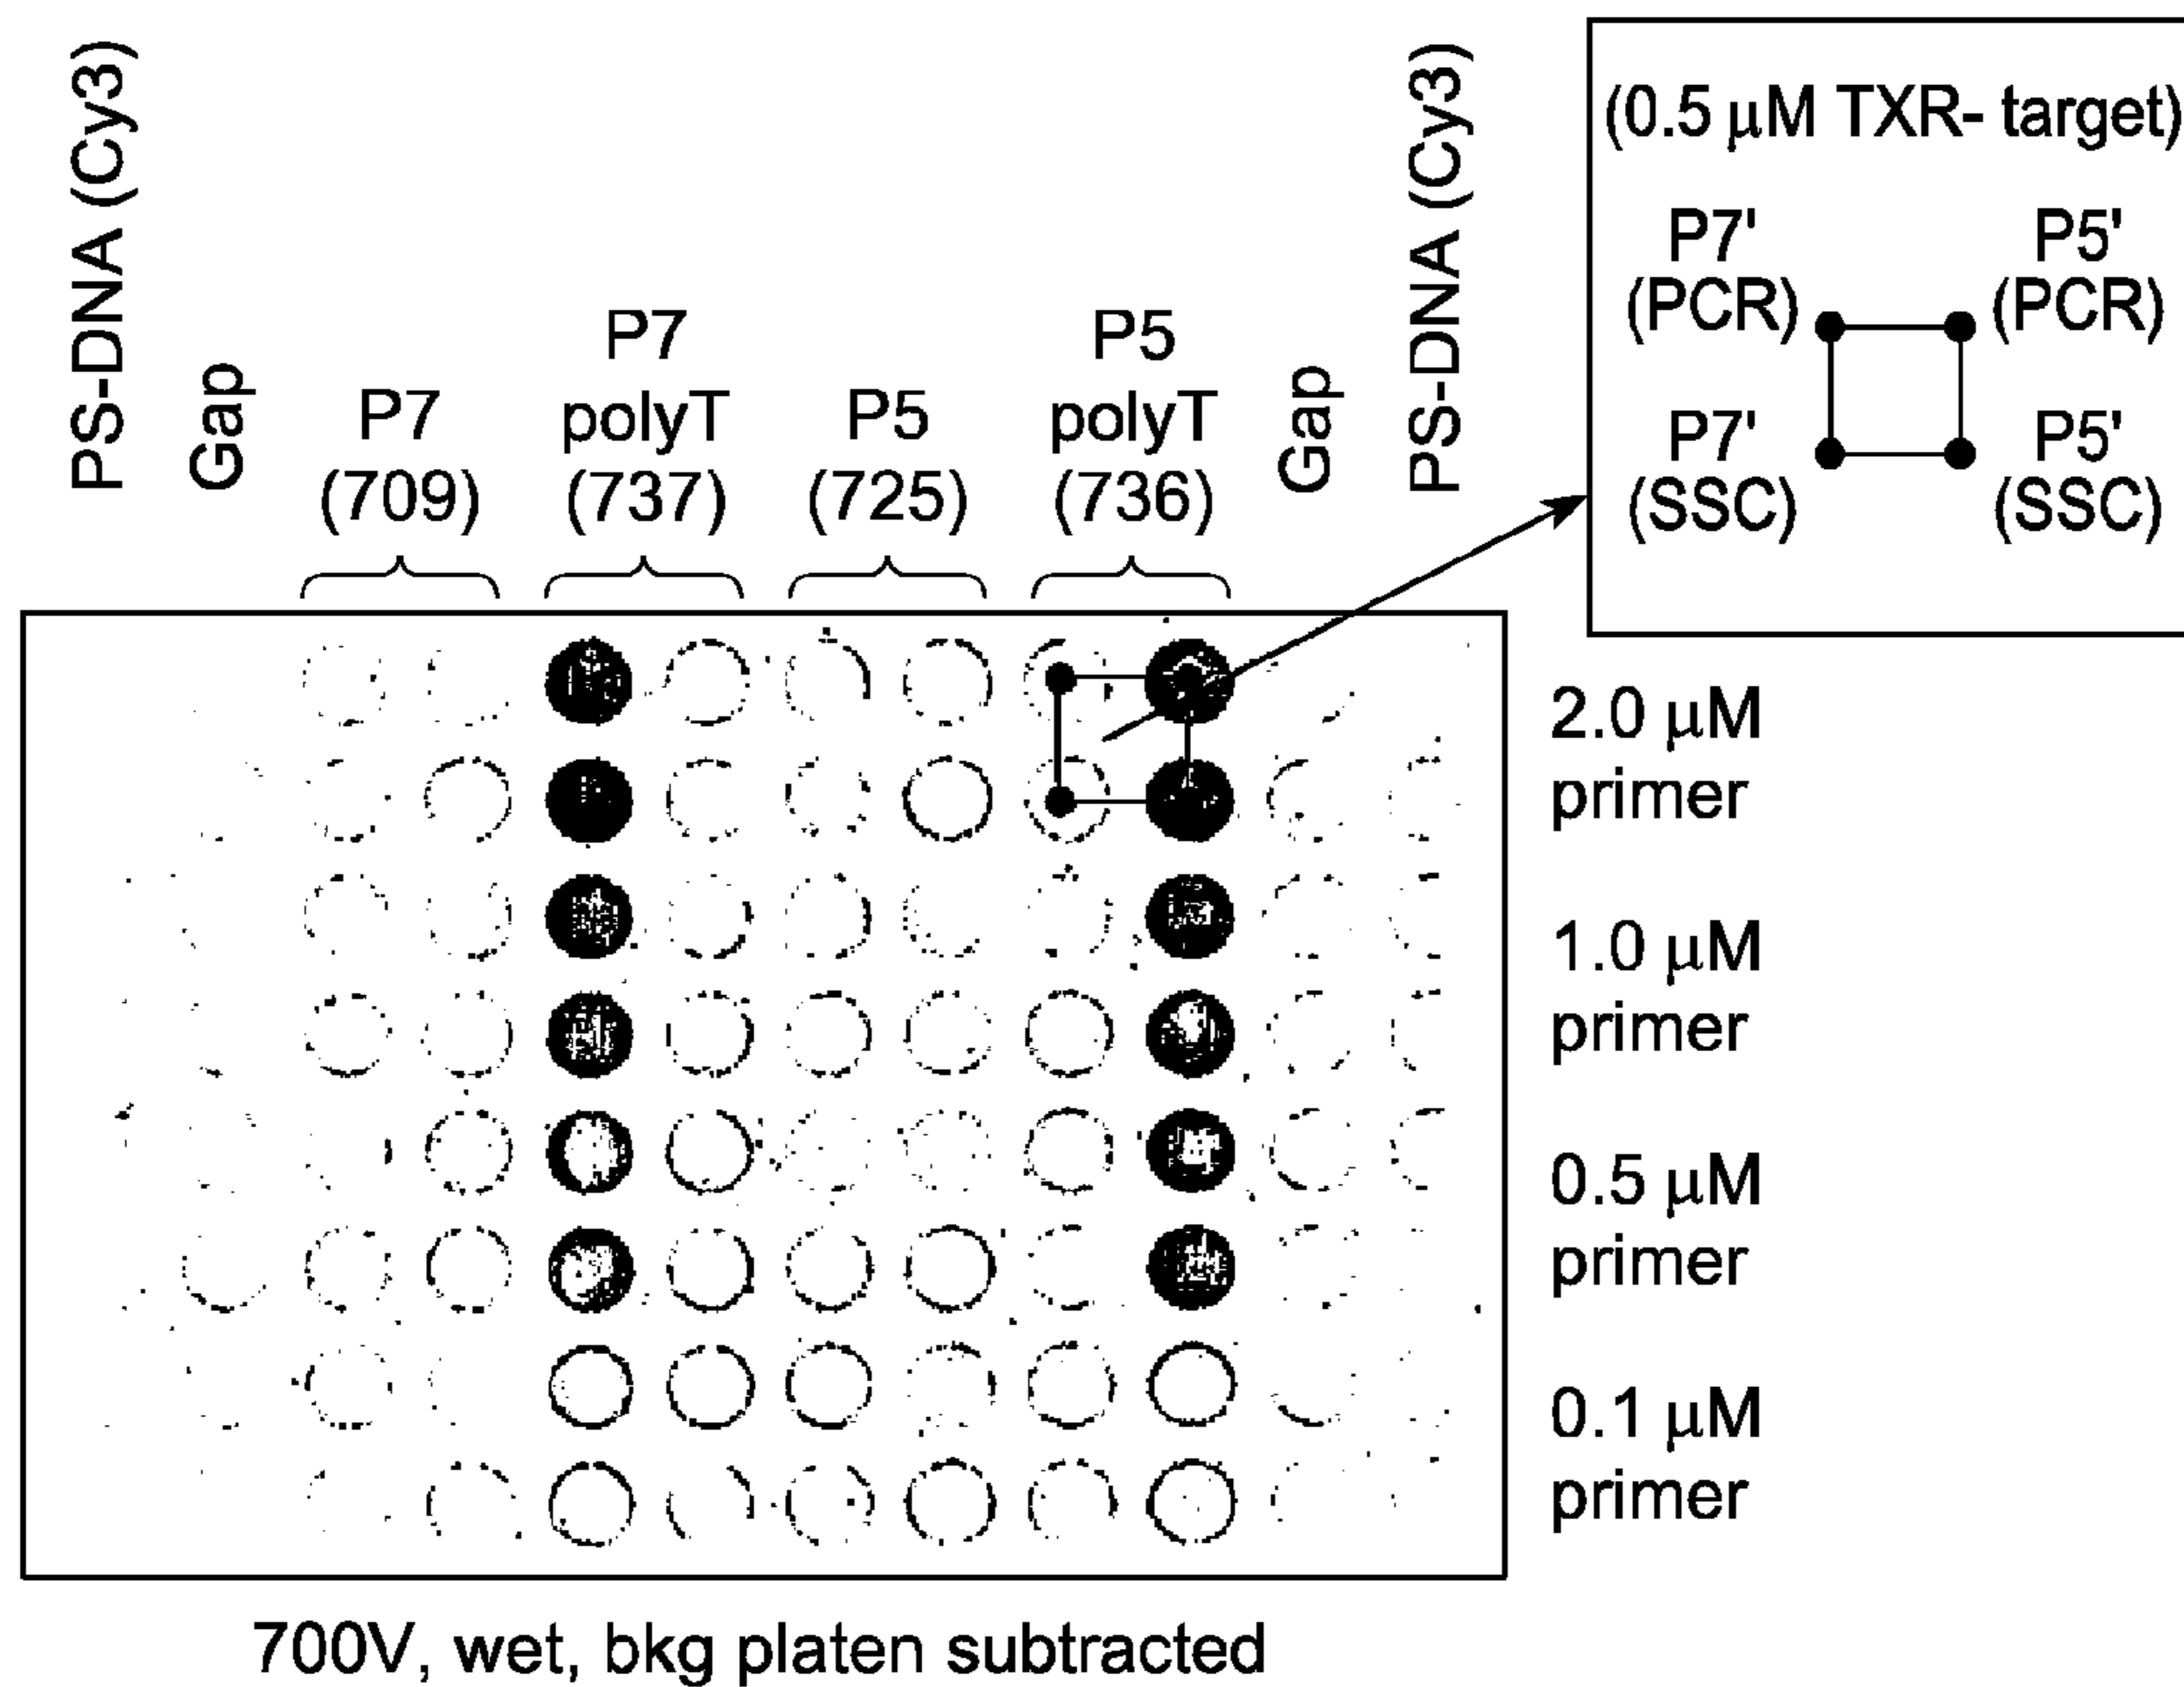 PS-DNA (Cy3)
Gap
P7
(709)
P7
polyT
(737)
P5
(725)
P5
polyT
(736)
Gap
PS-DNA (Cy3)
(0.5 μM TXR- target)
P7'
(PCR)
P5'
(PCR)
P7'
(SSC)
P5'
(SSC)
2.0 μM
primer
1.0 μM
primer
0.5 μM
primer
0.1 μM
primer
700V, wet, bkg platen subtracted